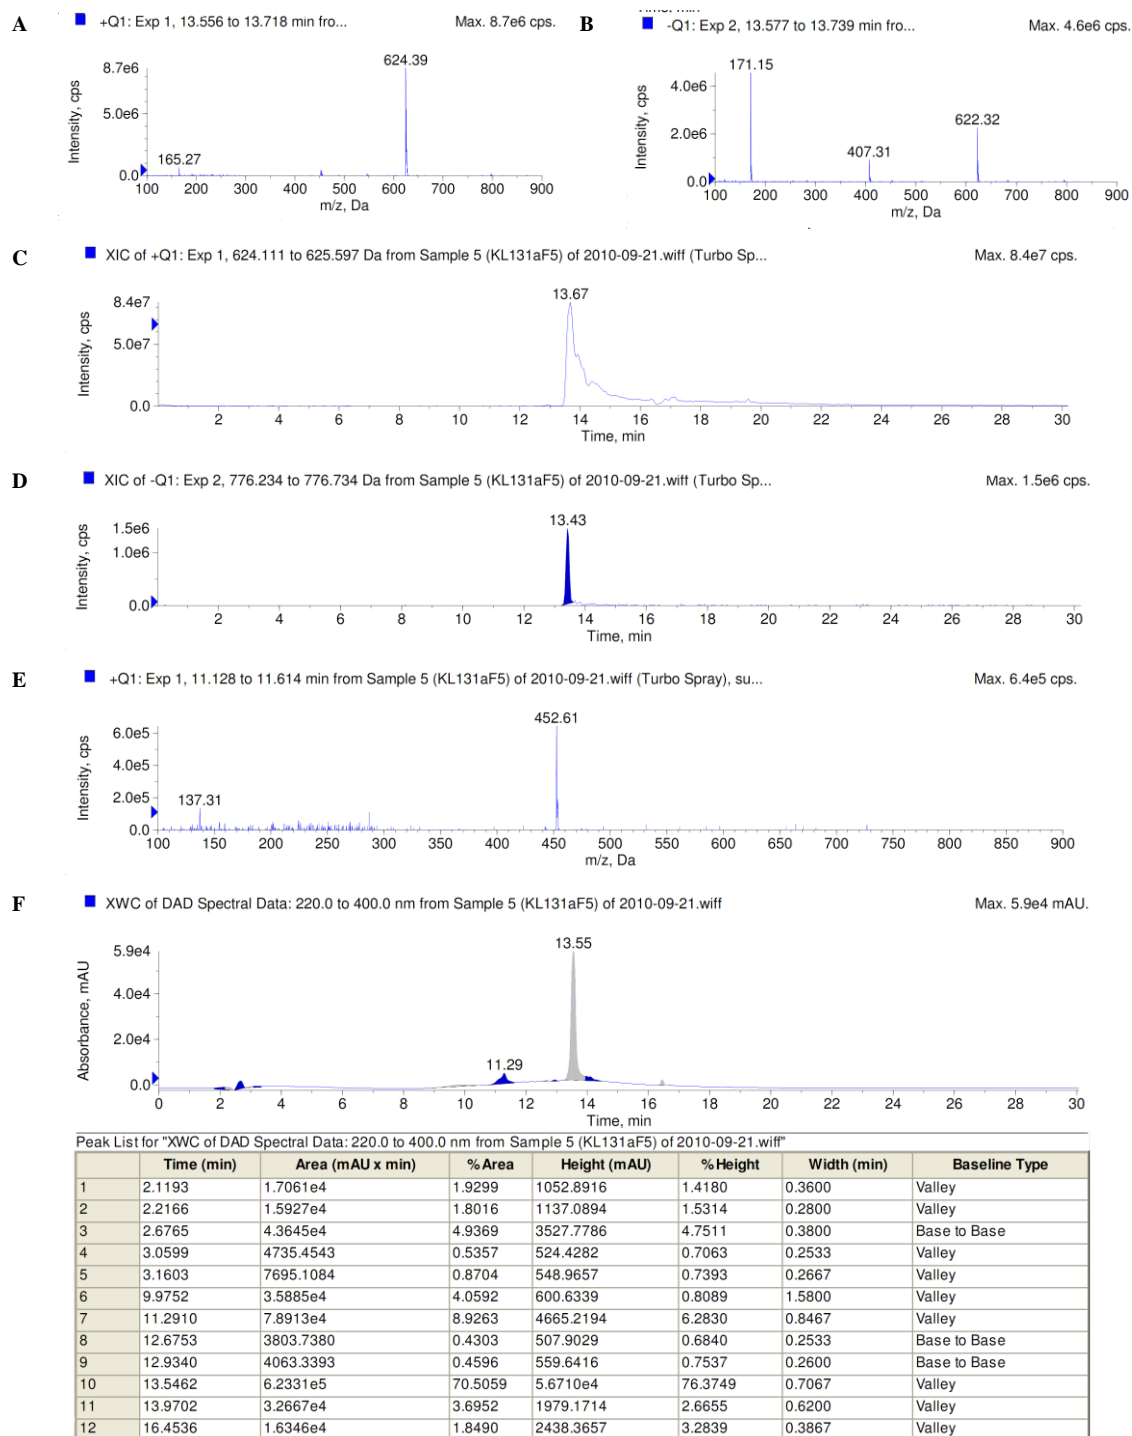 A
+Q1: Exp 1, 13.556 to 13.718 min fro...
Max. 8.7e6 cps.
8.7e6
5.0e6
0.0
Intensity, cps
624.39
165.27
100 200 300 400 500 600 700 800 900
m/z, Da
B
-Q1: Exp 2, 13.577 to 13.739 min fro...
Max. 4.6e6 cps.
4.0e6
2.0e6
0.0
Intensity, cps
171.15
407.31
622.32
100 200 300 400 500 600 700 800 900
m/z, Da
C
XIC of +Q1: Exp 1, 624.111 to 625.597 Da from Sample 5 (KL131aF5) of 2010-09-21.wiff (Turbo Sp...
Max. 8.4e7 cps.
13.67
8.4e7
5.0e7
0.0
Intensity, cps
2 4 6 8 10 12 14 16 18 20 22 24 26 28 30
Time, min
D
XIC of -Q1: Exp 2, 776.234 to 776.734 Da from Sample 5 (KL131aF5) of 2010-09-21.wiff (Turbo Sp...
Max. 1.5e6 cps.
13.43
1.5e6
1.0e6
0.0
Intensity, cps
2 4 6 8 10 12 14 16 18 20 22 24 26 28 30
Time, min
E
+Q1: Exp 1, 11.128 to 11.614 min from Sample 5 (KL131aF5) of 2010-09-21.wiff (Turbo Spray), su...
Max. 6.4e5 cps.
452.61
137.31
6.0e5
4.0e5
2.0e5
0.0
Intensity, cps
100 150 200 250 300 350 400 450 500 550 600 650 700 750 800 850 900
m/z, Da
F
XWC of DAD Spectral Data: 220.0 to 400.0 nm from Sample 5 (KL131aF5) of 2010-09-21.wiff
Max. 5.9e4 mAU.
13.55
11.29
5.9e4
4.0e4
2.0e4
0.0
Absorbance, mAU
0 2 4 6 8 10 12 14 16 18 20 22 24 26 28 30
Time, min
Peak List for "XWC of DAD Spectral Data: 220.0 to 400.0 nm from Sample 5 (KL131aF5) of 2010-09-21.wiff"
Time (min) Area (mAU x min) % Area Height (mAU) % Height Width (min) Baseline Type
1 2.1193 1.7061e4 1.9299 1052.8916 1.4180 0.3600 Valley
2 2.2166 1.5927e4 1.8016 1137.0894 1.5314 0.2800 Valley
3 2.6765 4.3645e4 4.9369 3527.7786 4.7511 0.3800 Base to Base
4 3.0599 4735.4543 0.5357 524.4282 0.7063 0.2533 Valley
5 3.1603 7695.1084 0.8704 548.9657 0.7393 0.2667 Valley
6 9.9752 3.5885e4 4.0592 600.6339 0.8089 1.5800 Valley
7 11.2910 7.8913e4 8.9263 4665.2194 6.2830 0.8467 Valley
8 12.6753 3803.7380 0.4303 507.9029 0.6840 0.2533 Base to Base
9 12.9340 4063.3393 0.4596 559.6416 0.7537 0.2600 Base to Base
10 13.5462 6.2331e5 70.5059 5.6710e4 76.3749 0.7067 Valley
11 13.9702 3.2667e4 3.6952 1979.1714 2.6655 0.6200 Valley
12 16.4536 1.6346e4 1.8490 2438.3657 3.2839 0.3867 Valley